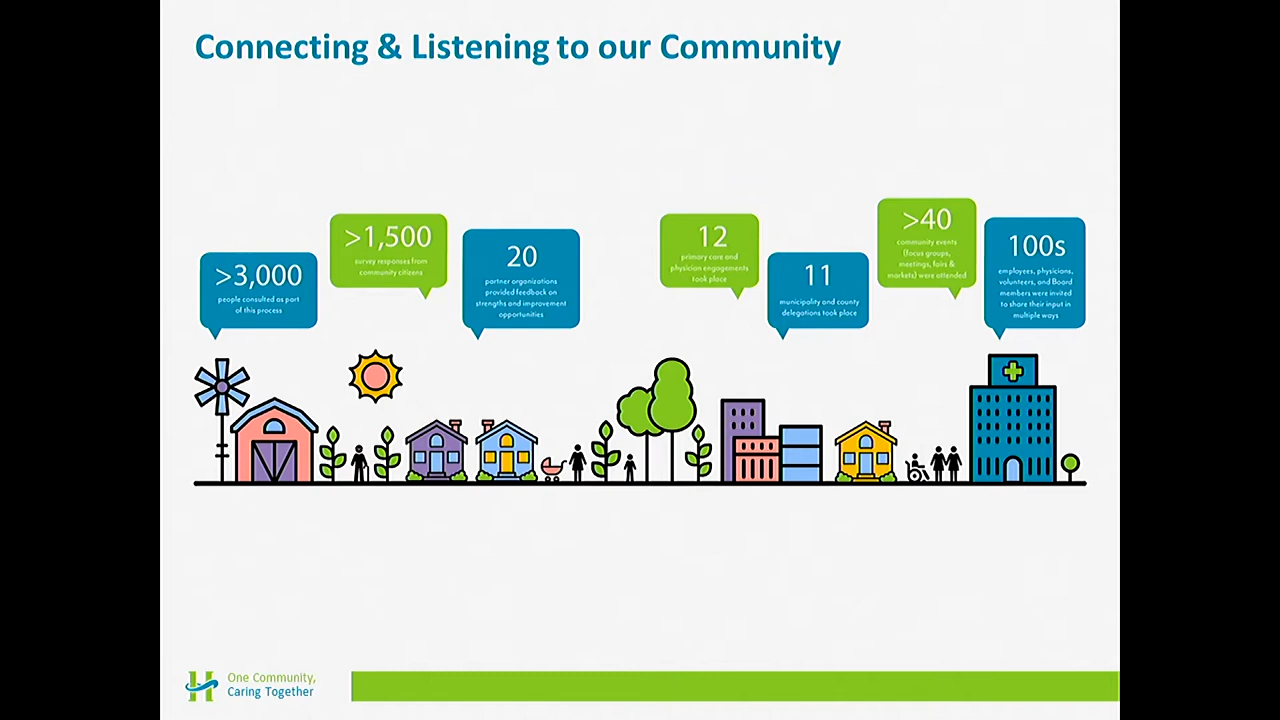 Connecting & Listening to our Community
>3,000
people consulted as part
of this process
>1,500
survey responses from
community citizens
20
partner organizations
provided feedback on
strengths and improvement
opportunities
12
primary care and
physician engagements
took place
11
municipality and county
delegations took place
>40
community events
(focus groups,
meetings, fairs &
markets) were attended
100s
employees, physicians,
volunteers, and Board
members were invited
to share their input in
multiple ways
One Community,
Caring Together